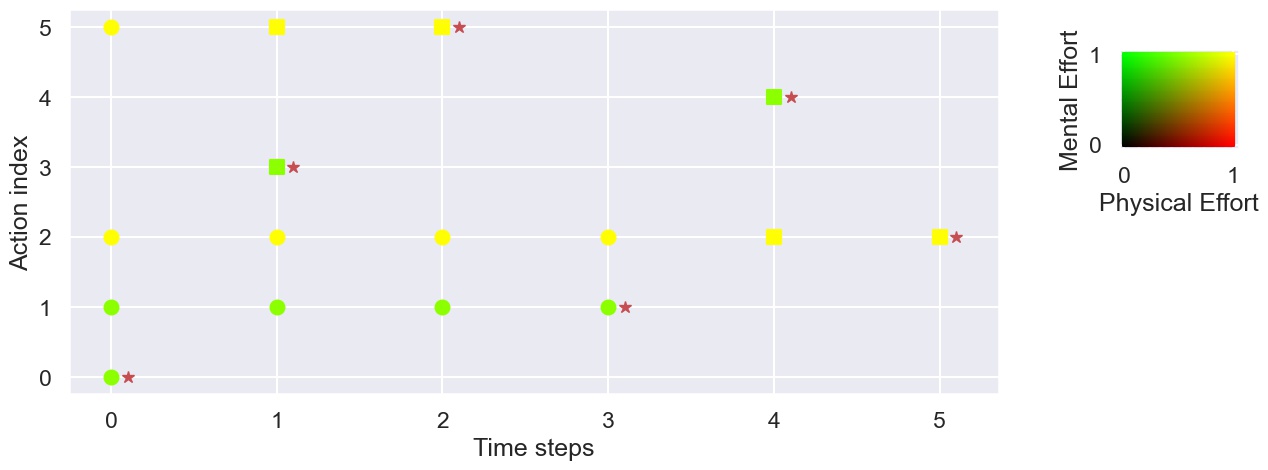 5
4
3
2
1
0
Action index
0 1 2 3 4 5
Time steps
Mental Effort
1
0
0 1
Physical Effort